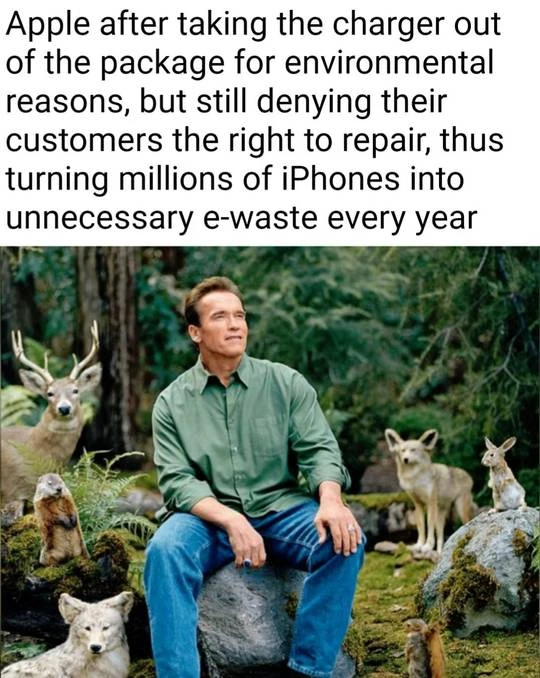 Apple after taking the charger out
of the package for environmental
reasons, but still denying their
customers the right to repair, thus
turning millions of iPhones into
unnecessary e-waste every year